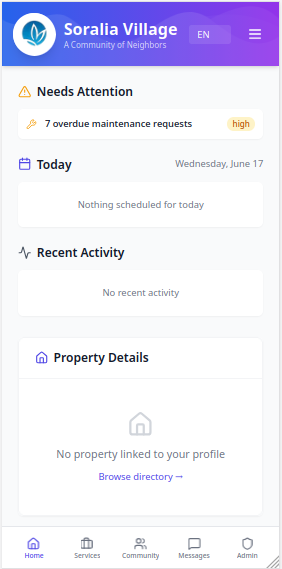 Soralia Village
A Community of Neighbors
EN
Needs Attention
7 overdue maintenance requests
high
Today
Wednesday, June 17
Nothing scheduled for today
Recent Activity
No recent activity
Property Details
No property linked to your profile
Browse directory →
Home
Services
Community
Messages
Admin